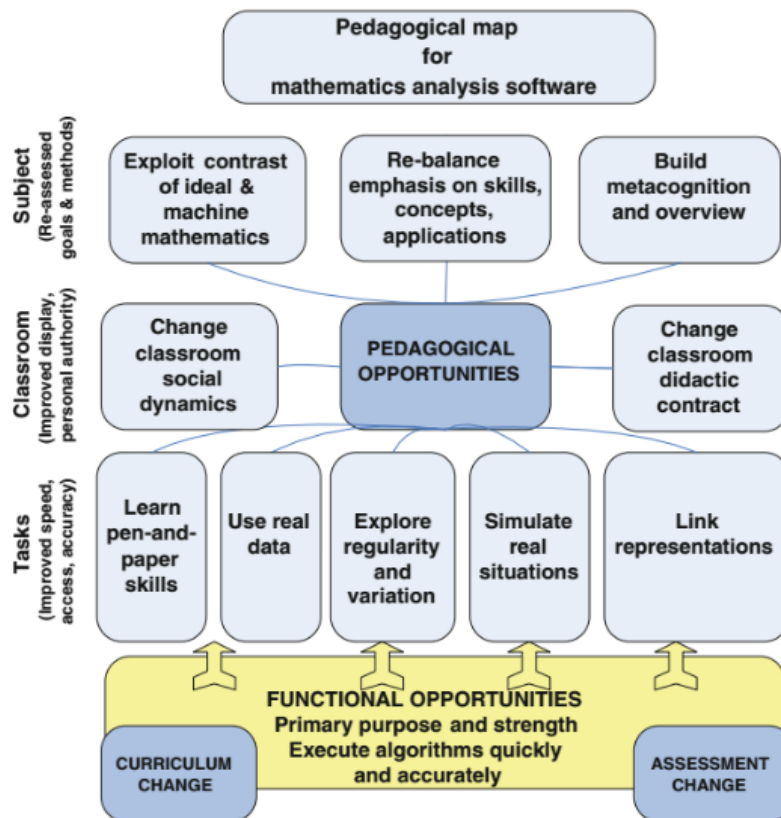 Pedagogical map
for
mathematics analysis software
Subject
(Re-assessed
goals & methods)
Exploit contrast
of ideal &
machine
mathematics
Re-balance
emphasis on skills,
concepts,
applications
Build
metacognition
and overview
Classroom
(Improved display,
personal authority)
Change
classroom
social
dynamics
PEDAGOGICAL
OPPORTUNITIES
Change
classroom
didactic
contract
Tasks
(Improved speed,
access, accuracy)
Learn
pen-and-
paper
skills
Use real
data
Explore
regularity
and
variation
Simulate
real
situations
Link
representations
FUNCTIONAL OPPORTUNITIES
Primary purpose and strength
Execute algorithms quickly
and accurately
CURRICULUM
CHANGE
ASSESSMENT
CHANGE